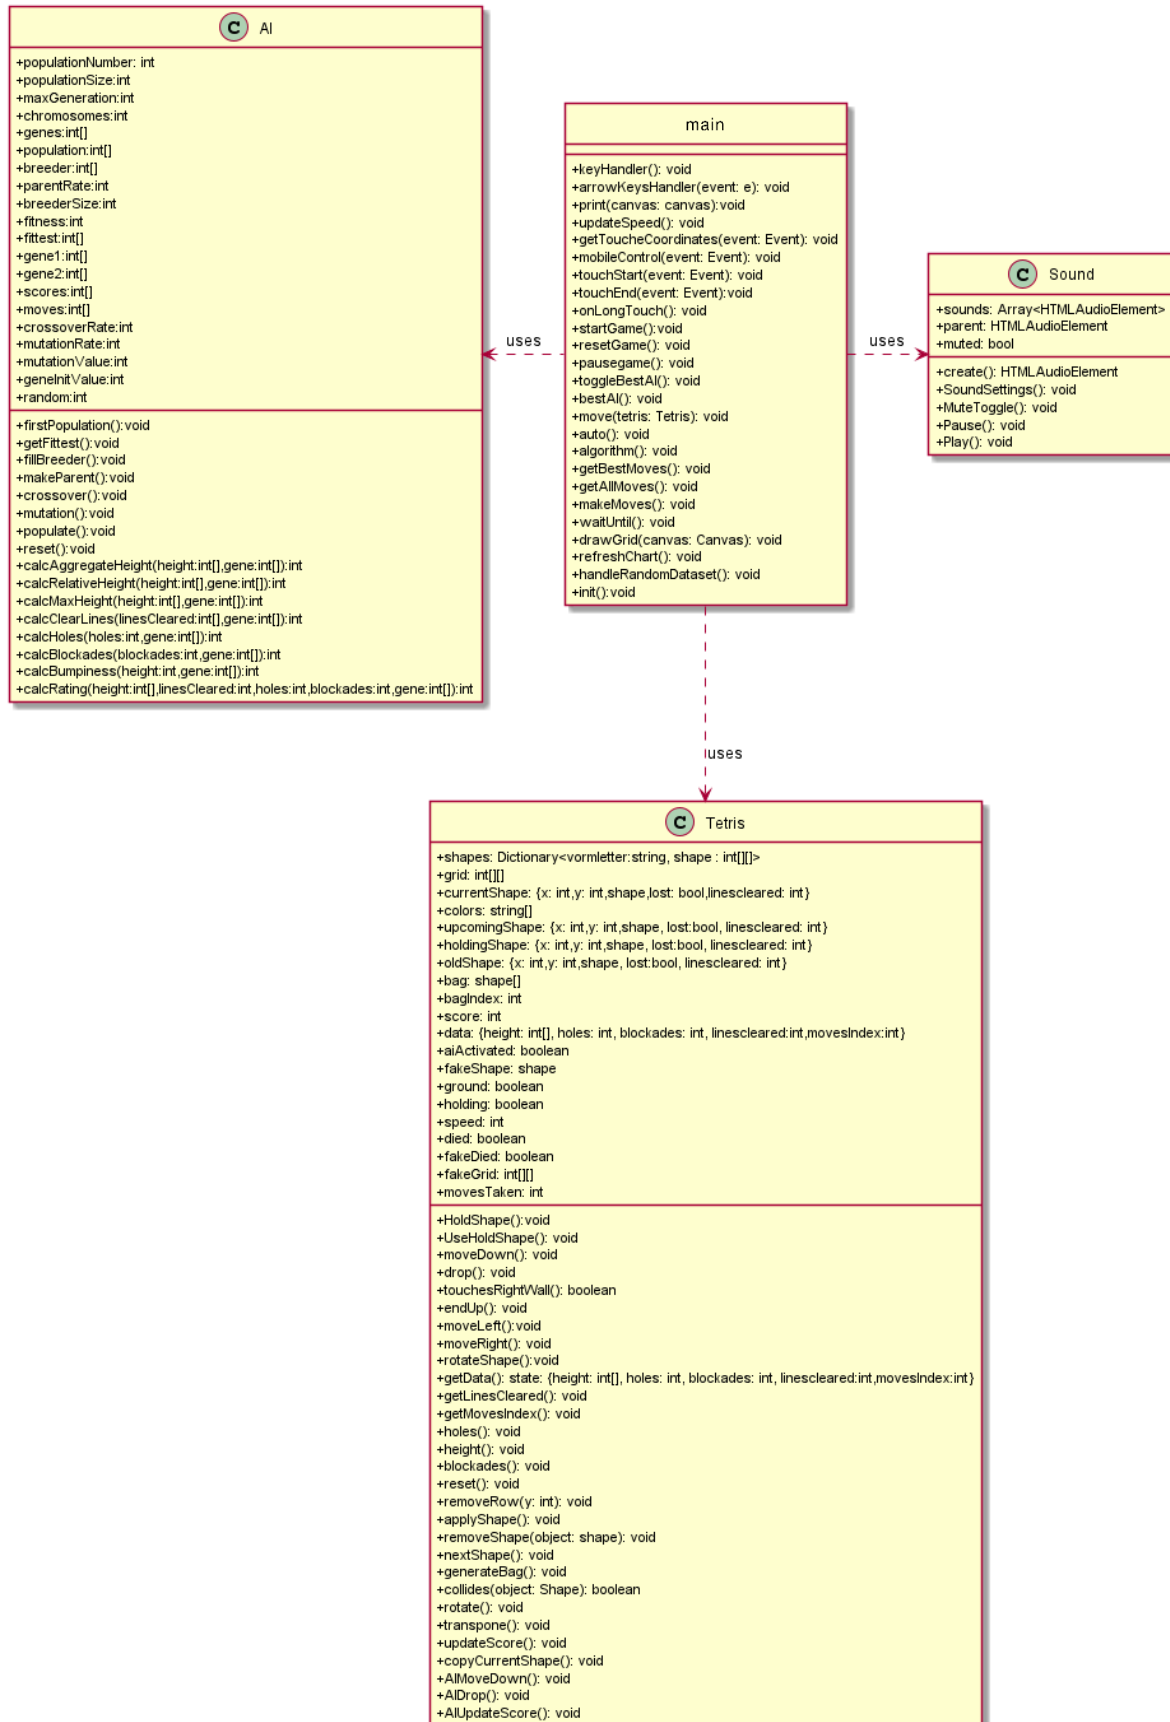 C AI
+populationNumber: int
+populationSize:int
+maxGeneration:int
+chromosomes:int
+genes:int[]
+population:int[]
+breeder:int[]
+parentRate:int
+breederSize:int
+fitness:int
+fittest:int[]
+gene1:int[]
+gene2:int[]
+scores:int[]
+moves:int[]
+crossoverRate:int
+mutationRate:int
+mutationValue:int
+geneInitValue:int
+random:int
+firstPopulation():void
+getFittest():void
+fillBreeder():void
+makeParent():void
+crossover():void
+mutation():void
+populate():void
+reset():void
+calcAggregateHeight(height:int[],gene:int[]):int
+calcRelativeHeight(height:int[],gene:int[]):int
+calcMaxHeight(height:int[],gene:int[]):int
+calcClearLines(linesCleared:int[],gene:int[]):int
+calcHoles(holes:int,gene:int[]):int
+calcBlockades(blockades:int,gene:int[]):int
+calcBumpiness(height:int,gene:int[]):int
+calcRating(height:int[],linesCleared:int,holes:int,blockades:int,gene:int[]):int
uses
main
+keyHandler(): void
+arrowKeysHandler(event: e): void
+print(canvas: canvas):void
+updateSpeed(): void
+getToucheCoordinates(event: Event): void
+mobileControl(event: Event): void
+touchStart(event: Event): void
+touchEnd(event: Event):void
+onLongTouch(): void
+startGame():void
+resetGame(): void
+pausegame(): void
+toggleBestAI(): void
+bestAI(): void
+move(tetris: Tetris): void
+auto(): void
+algorithm(): void
+getBestMoves(): void
+getAllMoves(): void
+makeMoves(): void
+waitUntil(): void
+drawGrid(canvas: Canvas): void
+refreshChart(): void
+handleRandomDataset(): void
+init():void
uses
C Sound
+sounds: Array<HTMLAudioElement>
+parent: HTMLAudioElement
+muted: bool
+create(): HTMLAudioElement
+SoundSettings(): void
+MuteToggle(): void
+Pause(): void
+Play(): void
uses
C Tetris
+shapes: Dictionary<vormletter:string, shape : int[][]>
+grid: int[][]
+currentShape: {x: int,y: int,shape,lost: bool,linescleared: int}
+colors: string[]
+upcomingShape: {x: int,y: int,shape, lost:bool, linescleared: int}
+holdingShape: {x: int,y: int,shape, lost:bool, linescleared: int}
+oldShape: {x: int,y: int,shape, lost:bool, linescleared: int}
+bag: shape[]
+bagIndex: int
+score: int
+data: {height: int[], holes: int, blockades: int, linescleared:int,movesIndex:int}
+aiActivated: boolean
+fakeShape: shape
+ground: boolean
+holding: boolean
+speed: int
+died: boolean
+fakeDied: boolean
+fakeGrid: int[][]
+movesTaken: int
+HoldShape():void
+UseHoldShape(): void
+moveDown(): void
+drop(): void
+touchesRightWall(): boolean
+endUp(): void
+moveLeft():void
+moveRight(): void
+rotateShape():void
+getData(): state: {height: int[], holes: int, blockades: int, linescleared:int,movesIndex:int}
+getLinesCleared(): void
+getMovesIndex(): void
+holes(): void
+height(): void
+blockades(): void
+reset(): void
+removeRow(y: int): void
+applyShape(): void
+removeShape(object: shape): void
+nextShape(): void
+generateBag(): void
+collides(object: Shape): boolean
+rotate(): void
+transpone(): void
+updateScore(): void
+copyCurrentShape(): void
+AIMoveDown(): void
+AIDrop(): void
+AIUpdateScore(): void